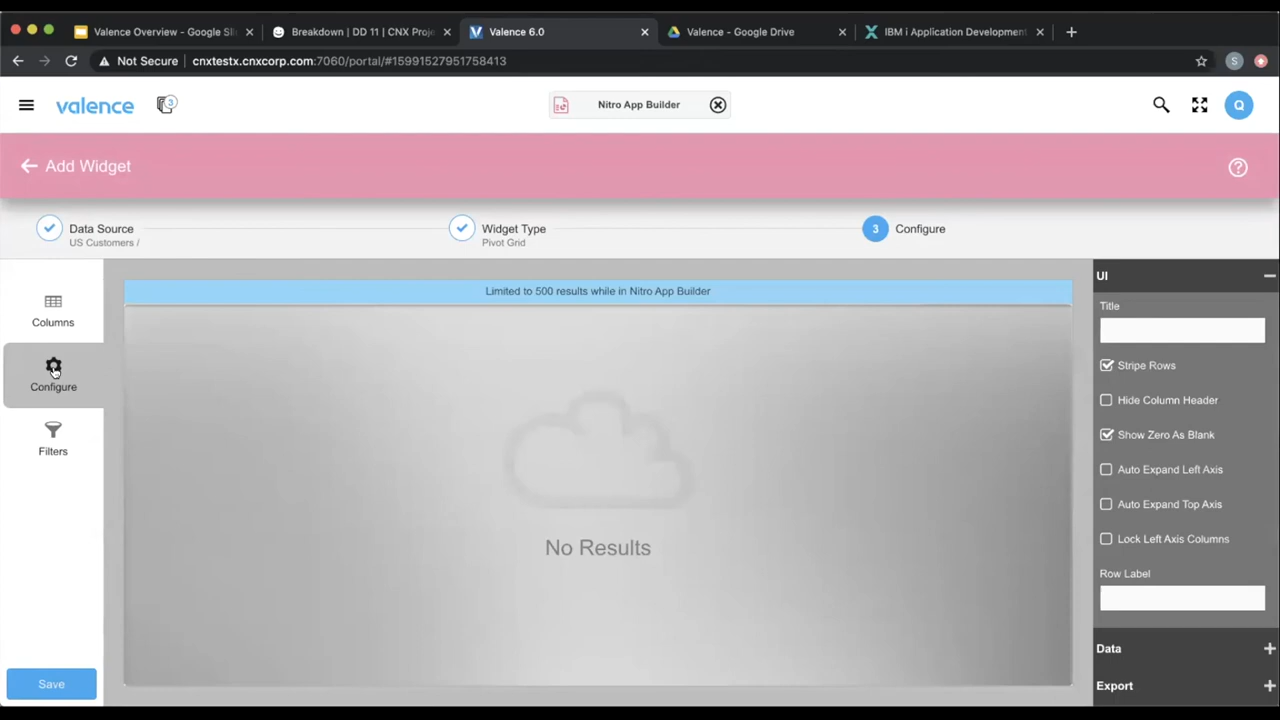 Valence Overview - Google Sli
Breakdown | DD 11 | CNX Proje
Valence 6.0
Valence - Google Drive
IBM i Application Development
Not Secure
cnxtestx.cnxcorp.com:7060/portal/#15991527951758413
S
valence
3
Nitro App Builder
Q
Add Widget
Data Source
US Customers /
Widget Type
Pivot Grid
3
Configure
Columns
Configure
Filters
Save
Limited to 500 results while in Nitro App Builder
No Results
UI
Title
Stripe Rows
Hide Column Header
Show Zero As Blank
Auto Expand Left Axis
Auto Expand Top Axis
Lock Left Axis Columns
Row Label
Data
Export